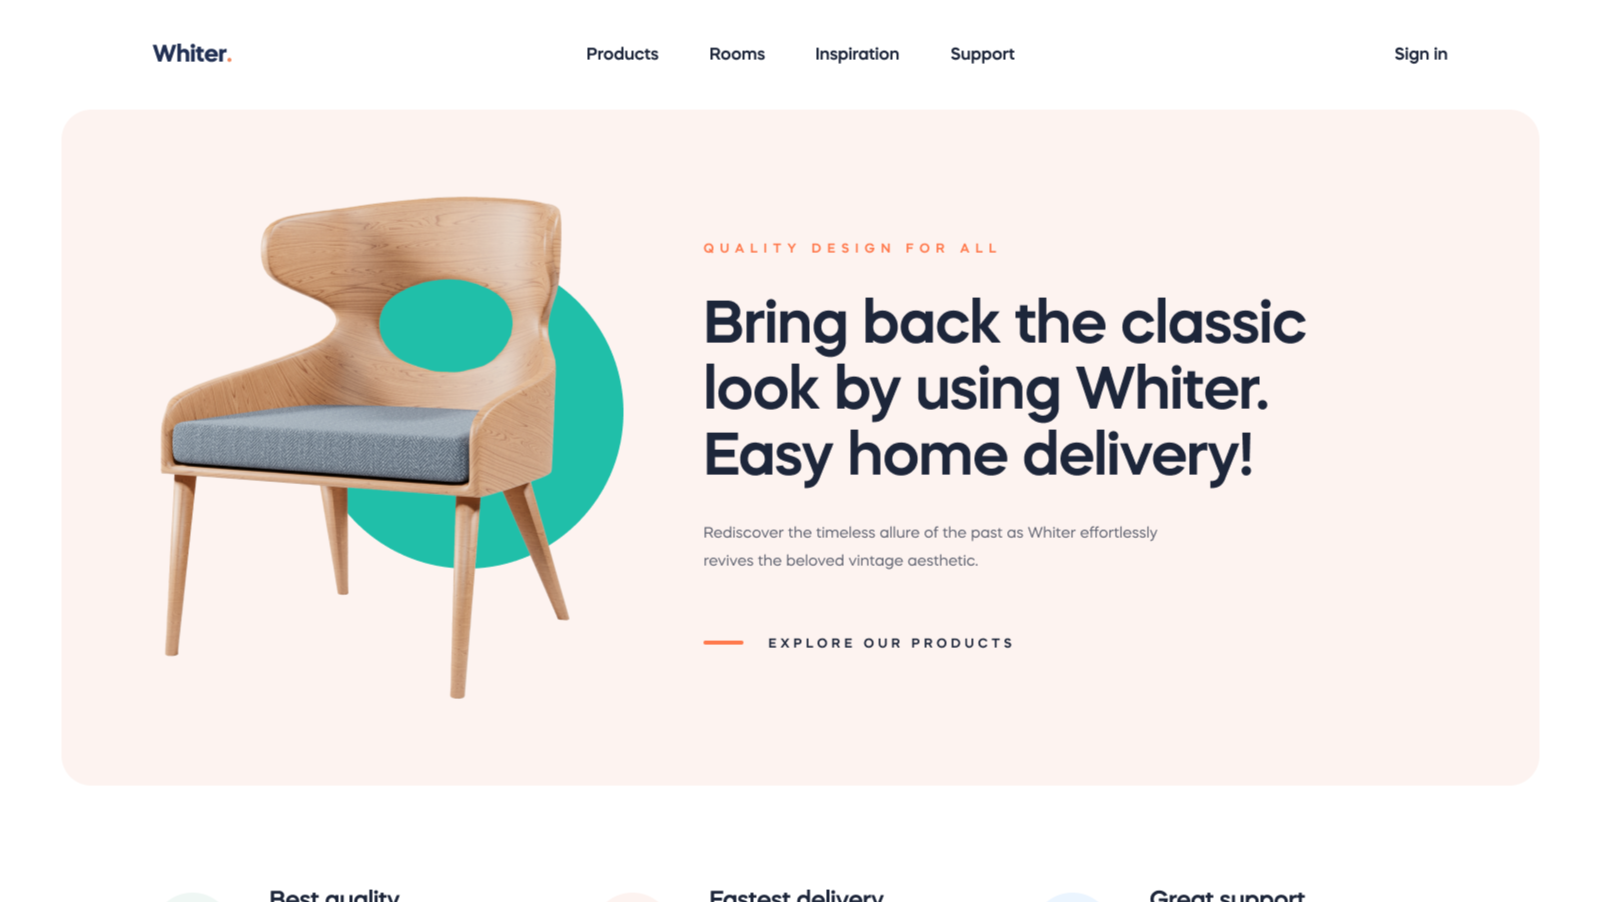 Whiter.
Products
Rooms
Inspiration
Support
Sign in
QUALITY DESIGN FOR ALL
Bring back the classic
look by using Whiter.
Easy home delivery!
Rediscover the timeless allure of the past as Whiter effortlessly
revives the beloved vintage aesthetic.
EXPLORE OUR PRODUCTS
Best quality
Fastest delivery
Great support